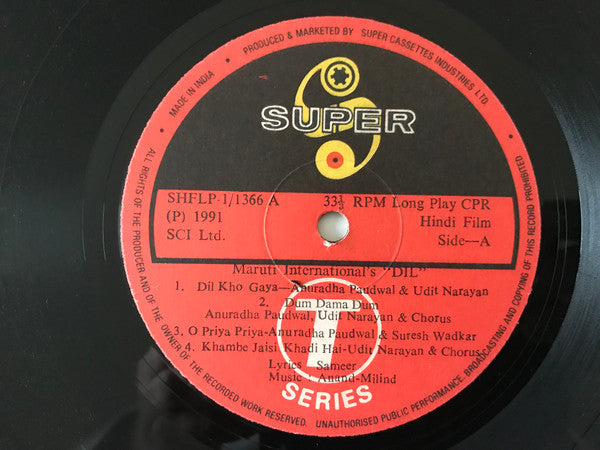 PRODUCED & MARKETED BY SUPER CASSETTES INDUSTRIES LTD.
• MADE IN INDIA •
SUPER
SHFLP-1/1366 A 33⅓ RPM Long Play CPR
(P) 1991 Hindi Film
SCI Ltd. Side—A
Maruti International's "DIL"
1. Dil Kho Gaya—Anuradha Paudwal & Udit Narayan
2. Dum Dama Dum
Anuradha Paudwal, Udit Narayan & Chorus
3. O Priya Priya-Anuradha Paudwal & Suresh Wadkar
4. Khambe Jaisi Khadi Hai-Udit Narayan & Chorus
Lyrics : Sameer
Music : Anand-Milind
T
SERIES
ALL RIGHTS OF THE PRODUCER AND OF THE OWNER OF THE RECORDED WORK RESERVED. UNAUTHORISED PUBLIC PERFORMANCE, BROADCASTING AND COPYING OF THIS RECORD PROHIBITED.